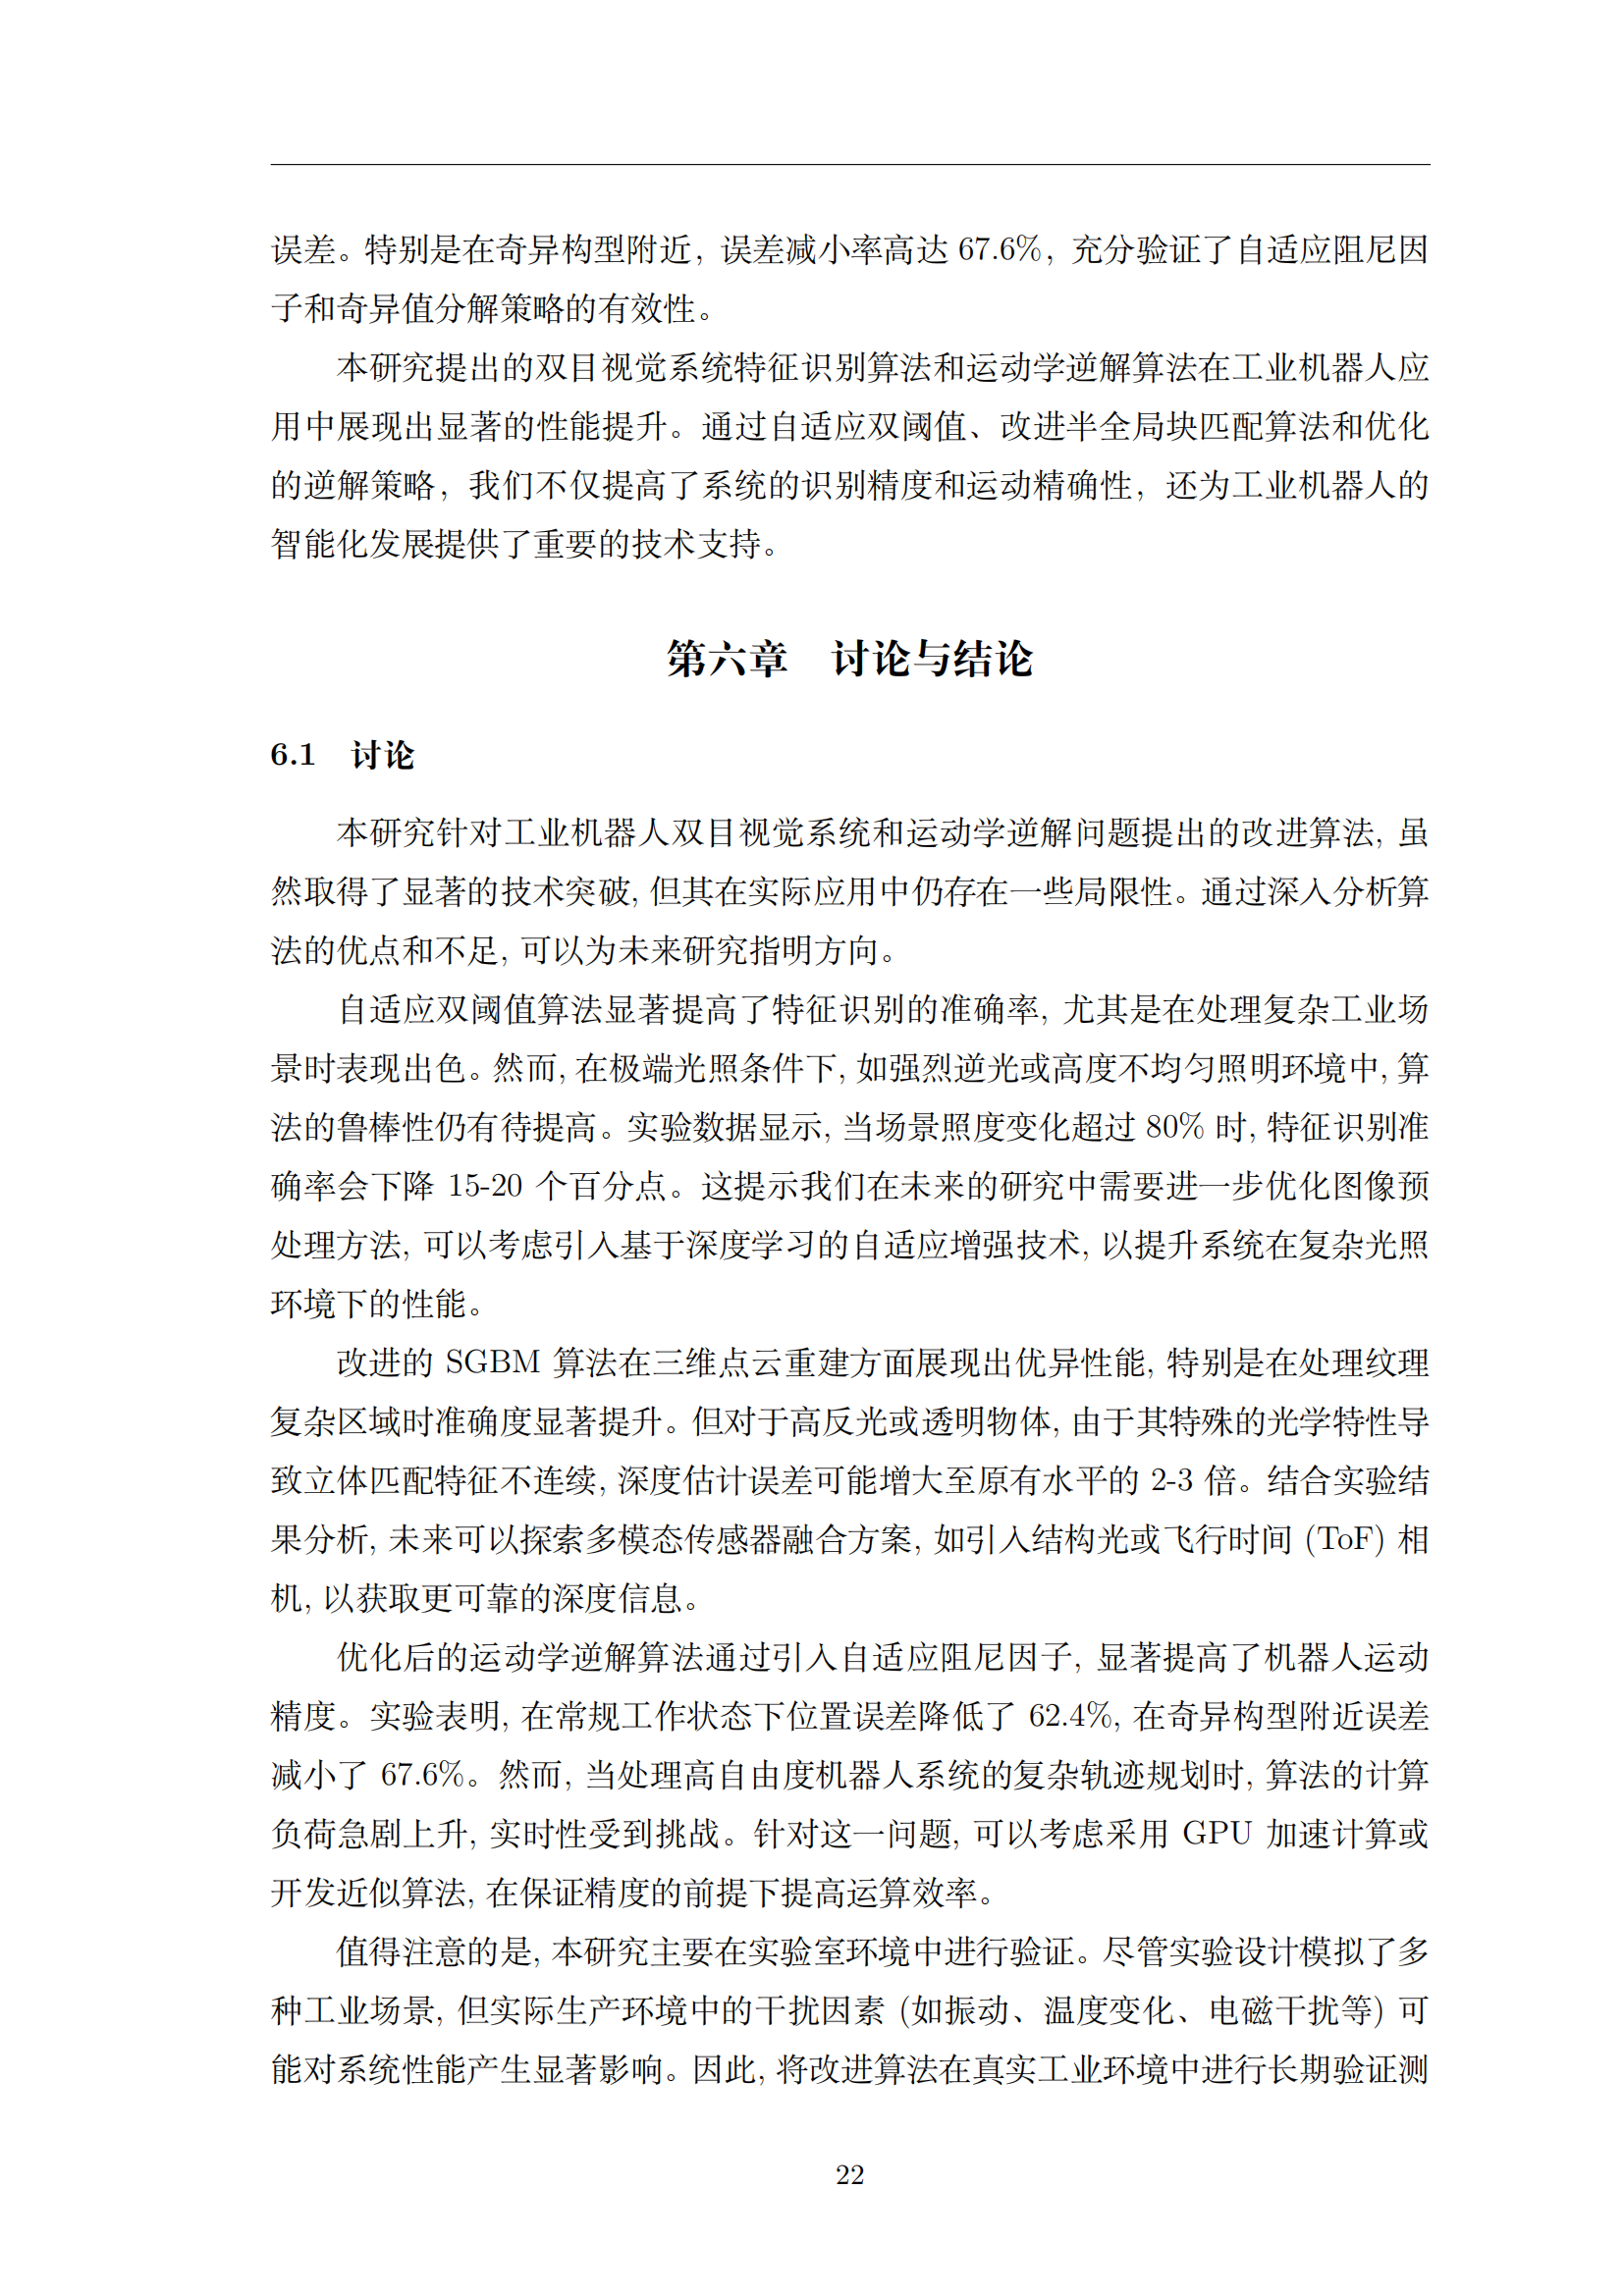 误差。特别是在奇异构型附近，误差减小率高达 67.6%，充分验证了自适应阻尼因
子和奇异值分解策略的有效性。
本研究提出的双目视觉系统特征识别算法和运动学逆解算法在工业机器人应
用中展现出显著的性能提升。通过自适应双阈值、改进半全局块匹配算法和优化
的逆解策略，我们不仅提高了系统的识别精度和运动精确性，还为工业机器人的
智能化发展提供了重要的技术支持。
第六章 讨论与结论
6.1 讨论
本研究针对工业机器人双目视觉系统和运动学逆解问题提出的改进算法, 虽
然取得了显著的技术突破, 但其在实际应用中仍存在一些局限性。通过深入分析算
法的优点和不足, 可以为未来研究指明方向。
自适应双阈值算法显著提高了特征识别的准确率, 尤其是在处理复杂工业场
景时表现出色。然而, 在极端光照条件下, 如强烈逆光或高度不均匀照明环境中, 算
法的鲁棒性仍有待提高。实验数据显示, 当场景照度变化超过 80% 时, 特征识别准
确率会下降 15-20 个百分点。这提示我们在未来的研究中需要进一步优化图像预
处理方法, 可以考虑引入基于深度学习的自适应增强技术, 以提升系统在复杂光照
环境下的性能。
改进的 SGBM 算法在三维点云重建方面展现出优异性能, 特别是在处理纹理
复杂区域时准确度显著提升。但对于高反光或透明物体, 由于其特殊的光学特性导
致立体匹配特征不连续, 深度估计误差可能增大至原有水平的 2-3 倍。结合实验结
果分析, 未来可以探索多模态传感器融合方案, 如引入结构光或飞行时间 (ToF) 相
机, 以获取更可靠的深度信息。
优化后的运动学逆解算法通过引入自适应阻尼因子, 显著提高了机器人运动
精度。实验表明, 在常规工作状态下位置误差降低了 62.4%, 在奇异构型附近误差
减小了 67.6%。然而, 当处理高自由度机器人系统的复杂轨迹规划时, 算法的计算
负荷急剧上升, 实时性受到挑战。针对这一问题, 可以考虑采用 GPU 加速计算或
开发近似算法, 在保证精度的前提下提高运算效率。
值得注意的是, 本研究主要在实验室环境中进行验证。尽管实验设计模拟了多
种工业场景, 但实际生产环境中的干扰因素 (如振动、温度变化、电磁干扰等) 可
能对系统性能产生显著影响。因此, 将改进算法在真实工业环境中进行长期验证测
22